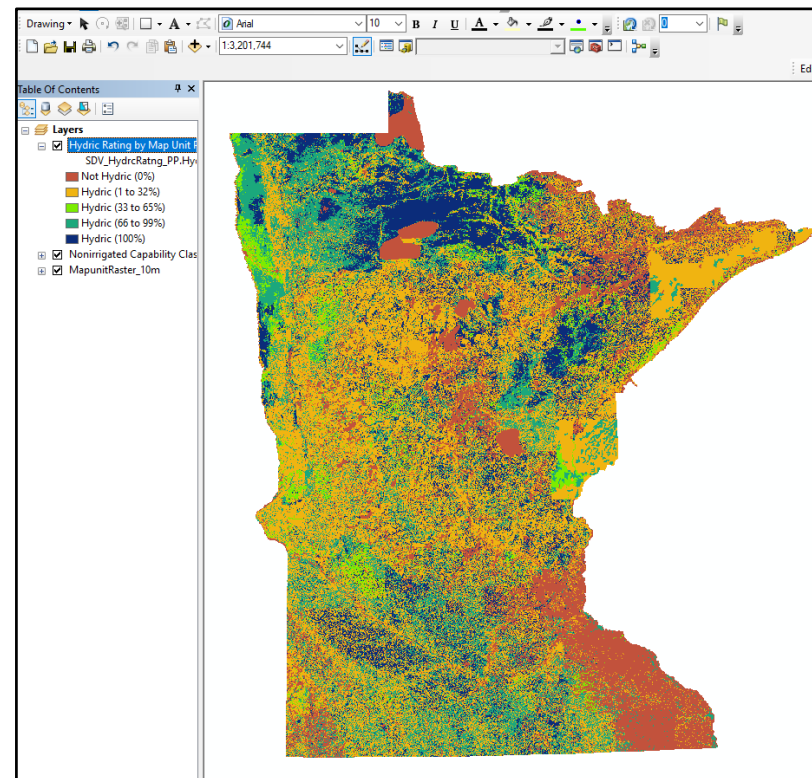 Drawing Arial 10 B I U A 0
1:3,201,744
Ed
Table Of Contents
Layers
Hydric Rating by Map Unit
SDV_HydrcRatng_PP.Hy
Not Hydric (0%)
Hydric (1 to 32%)
Hydric (33 to 65%)
Hydric (66 to 99%)
Hydric (100%)
Nonirrigated Capability Clas
MapunitRaster_10m